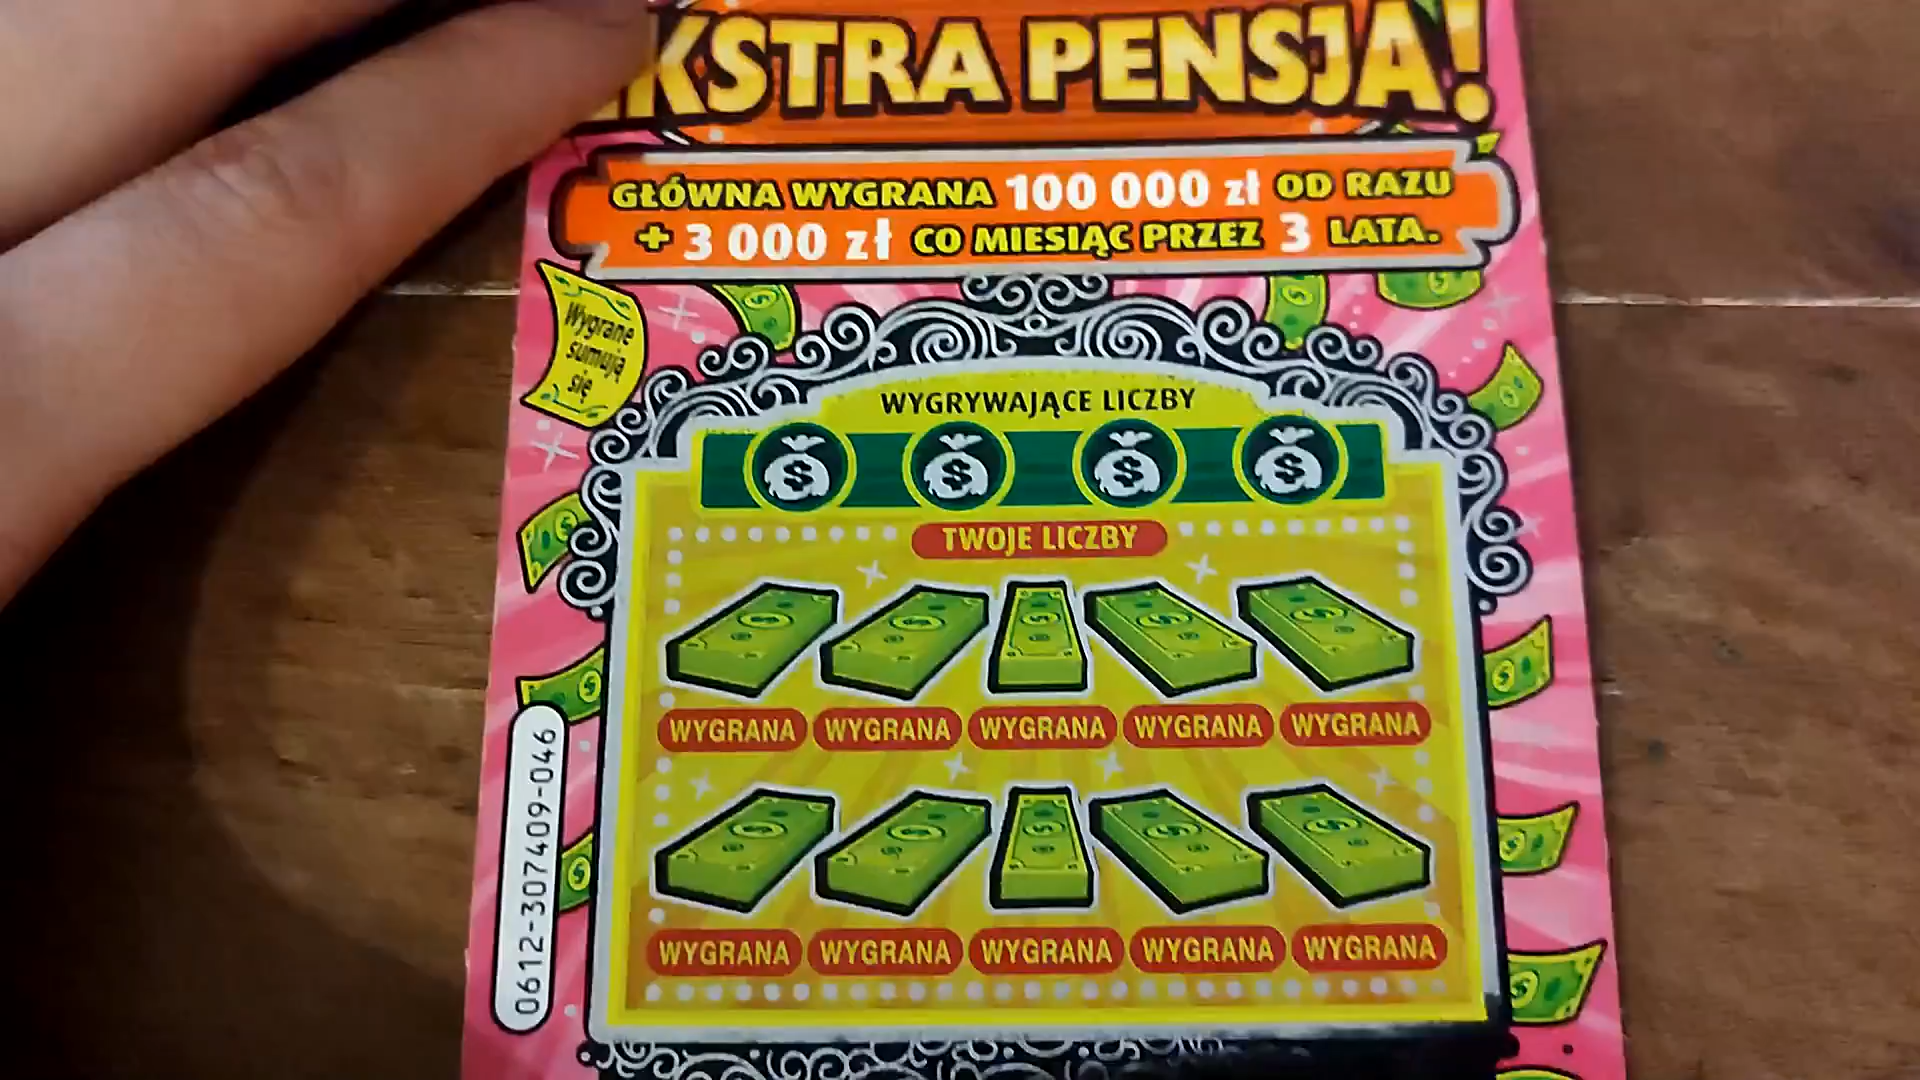 EKSTRA PENSJA!
GŁÓWNA WYGRANA 100 000 zł OD RAZU
+ 3 000 zł CO MIESIĄC PRZEZ 3 LATA.
Wygrane
sumują
się
WYGRYWAJĄCE LICZBY
TWOJE LICZBY
WYGRANA WYGRANA WYGRANA WYGRANA WYGRANA
WYGRANA WYGRANA WYGRANA WYGRANA WYGRANA
0612-307409-046